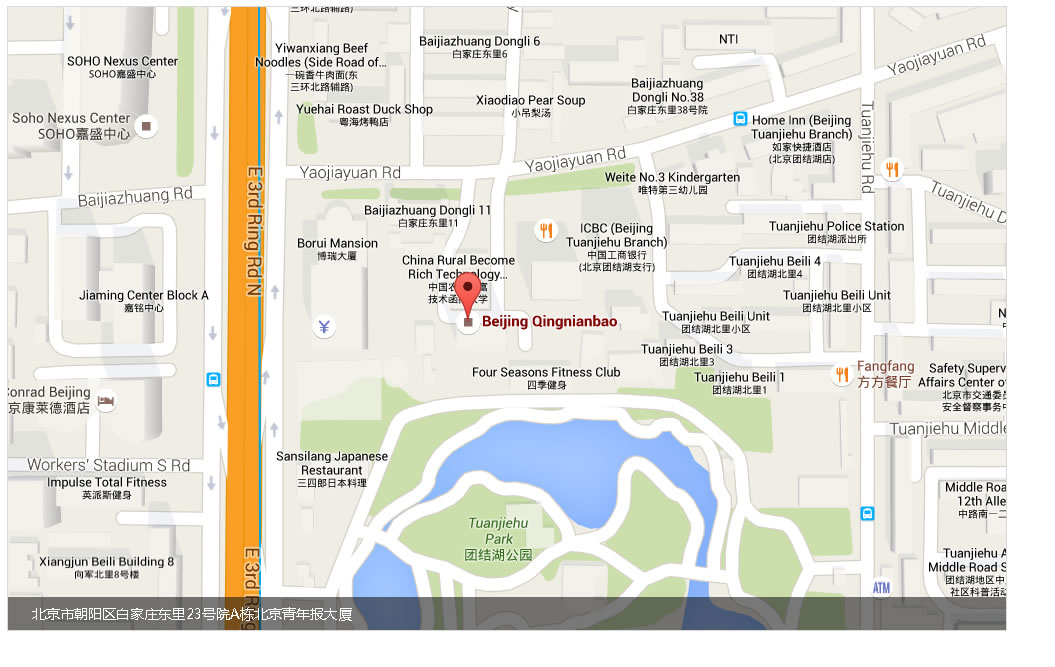 三环北路辅路)
Yiwanxiang Beef
Noodles (Side Road of...
一碗香牛肉面(东
三环北路辅路)
Baijiazhuang Dongli 6
白家庄东里6
NTI
Yaojiayuan Rd
SOHO Nexus Center
SOHO嘉盛中心
Soho Nexus Center
SOHO嘉盛中心
Yuehai Roast Duck Shop
粤海烤鸭店
Xiaodiao Pear Soup
小吊梨汤
Baijiazhuang
Dongli No.38
白家庄东里38号院
Home Inn (Beijing
Tuanjiehu Branch)
如家快捷酒店
(北京团结湖店)
Tuanjiehu Rd
Yaojiayuan Rd
Yaojiayuan Rd
Weite No.3 Kindergarten
唯特第三幼儿园
Tuanjiehu D
Baijiazhuang Rd
E 3rd Ring Rd N
Baijiazhuang Dongli 11
白家庄东里11
Borui Mansion
博瑞大厦
ICBC (Beijing
Tuanjiehu Branch)
中国工商银行
(北京团结湖支行)
Tuanjiehu Police Station
团结湖派出所
China Rural Become
Rich Technology...
中国农
技术函 大学
Tuanjiehu Beili 4
团结湖北里4
Jiaming Center Block A
嘉铭中心
Tuanjiehu Beili Unit
团结湖北里小区
Beijing Qingnianbao
Tuanjiehu Beili Unit
团结湖北里小区
N
Tuanjiehu Beili 3
团结湖北里3
Four Seasons Fitness Club
四季健身
Tuanjiehu Beili 1
团结湖北里1
Fangfang
方方餐厅
Safety Superv
Affairs Center o
北京市交通委员
安全督察事务中
Conrad Beijing
京康莱德酒店
Tuanjiehu Middle
Workers' Stadium S Rd
Impulse Total Fitness
英派斯健身
Sansilang Japanese
Restaurant
三四郎日本料理
Middle Roa
12th Alle
中路南一二
Tuanjiehu
Park
团结湖公园
Xiangjun Beili Building 8
向军北里8号楼
E 3rd Ring
Tuanjiehu A
Middle Road S
团结湖地区中
社区科普活动
ATM
北京市朝阳区白家庄东里23号院A栋北京青年报大厦